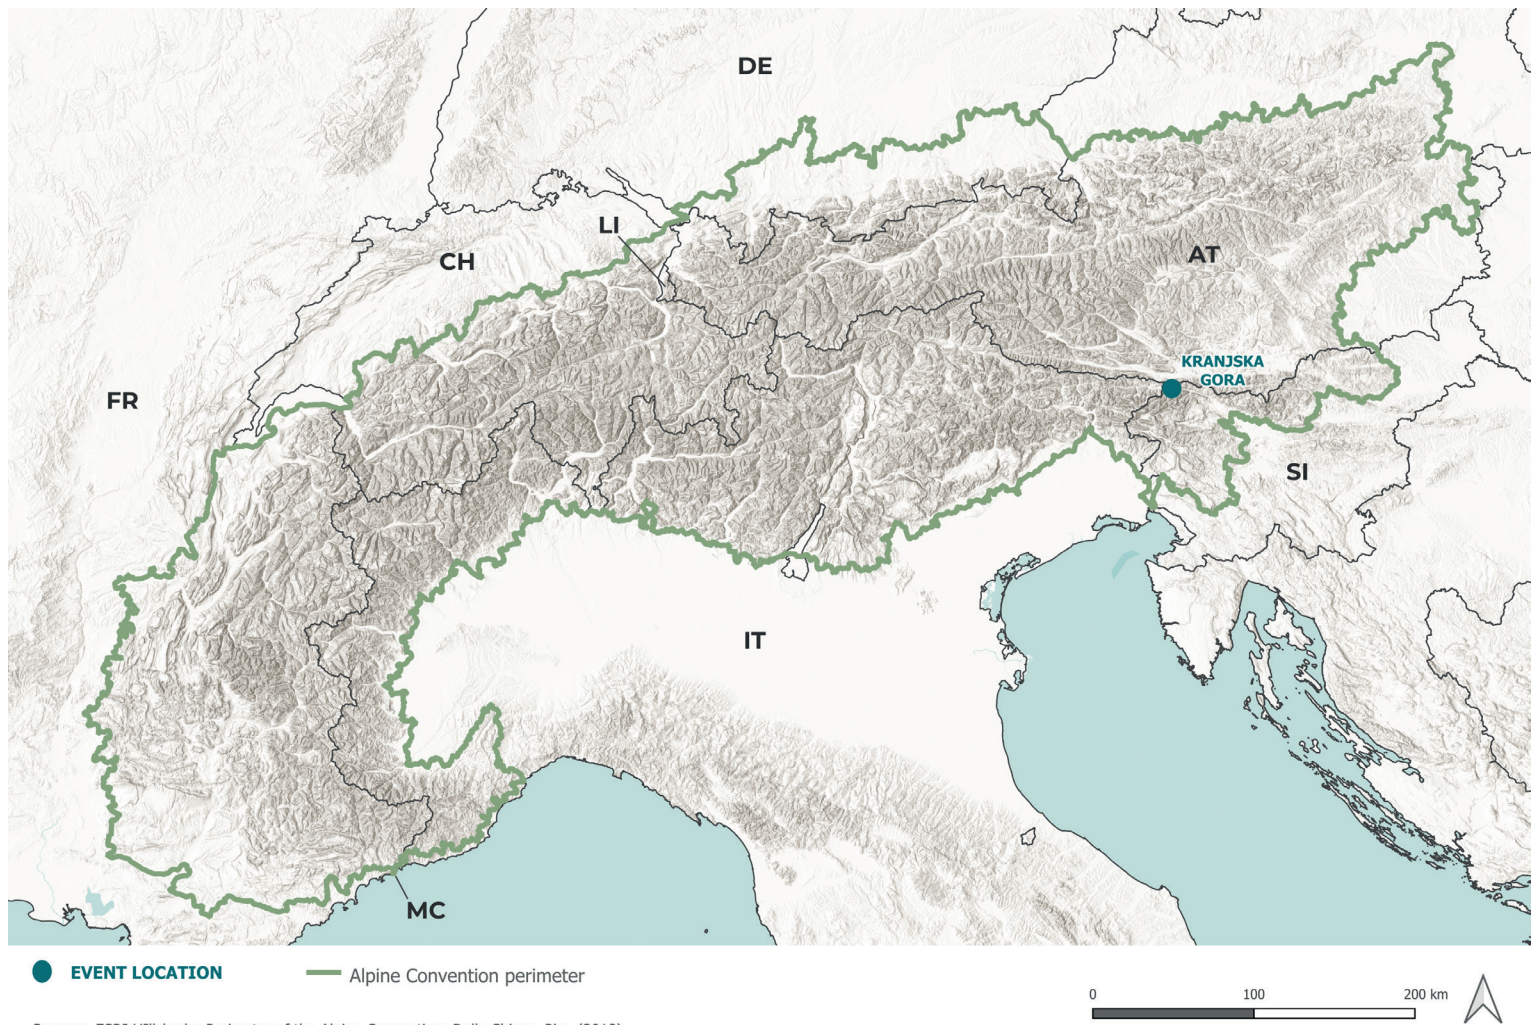 DE
LI
CH
AT
KRANJSKA
GORA
FR
SI
IT
MC
EVENT LOCATION
Alpine Convention perimeter
0 100 200 km